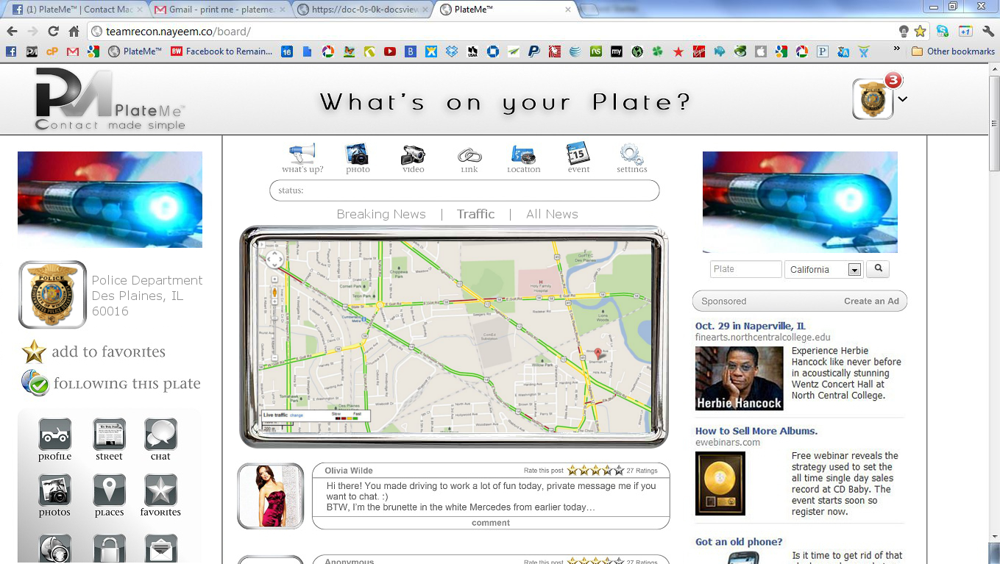 (1) PlateMe™ | Contact Mac
Gmail - print me - plateme.
https://doc-0s-0k-docsview
PlateMe™
teamrecon.nayeem.co/board/
PlateMe™
BW Facebook to Remain...
16
Other bookmarks
PM PlateMe™
Contact made simple
What's on your Plate?
3
what's up?
photo
video
link
location
event
settings
status:
Breaking News | Traffic | All News
Police Department
Des Plaines, IL
60016
add to favorites
following this plate
profile
street
chat
photos
places
favorites
Live traffic change
Slow Fast
Olivia Wilde
Rate this post
27 Ratings
Hi there! You made driving to work a lot of fun today, private message me if you
want to chat. :)
BTW, I'm the brunette in the white Mercedes from earlier today...
comment
Anonymous
Rate this post
27 Ratings
Plate
California
Sponsored
Create an Ad
Oct. 29 in Naperville, IL
finearts.northcentralcollege.edu
Herbie Hancock
Experience Herbie
Hancock like never before
in acoustically stunning
Wentz Concert Hall at
North Central College.
How to Sell More Albums.
ewebinars.com
Free webinar reveals the
strategy used to set the
all time single day sales
record at CD Baby. The
event starts soon so
register now.
Got an old phone?
Is it time to get rid of that